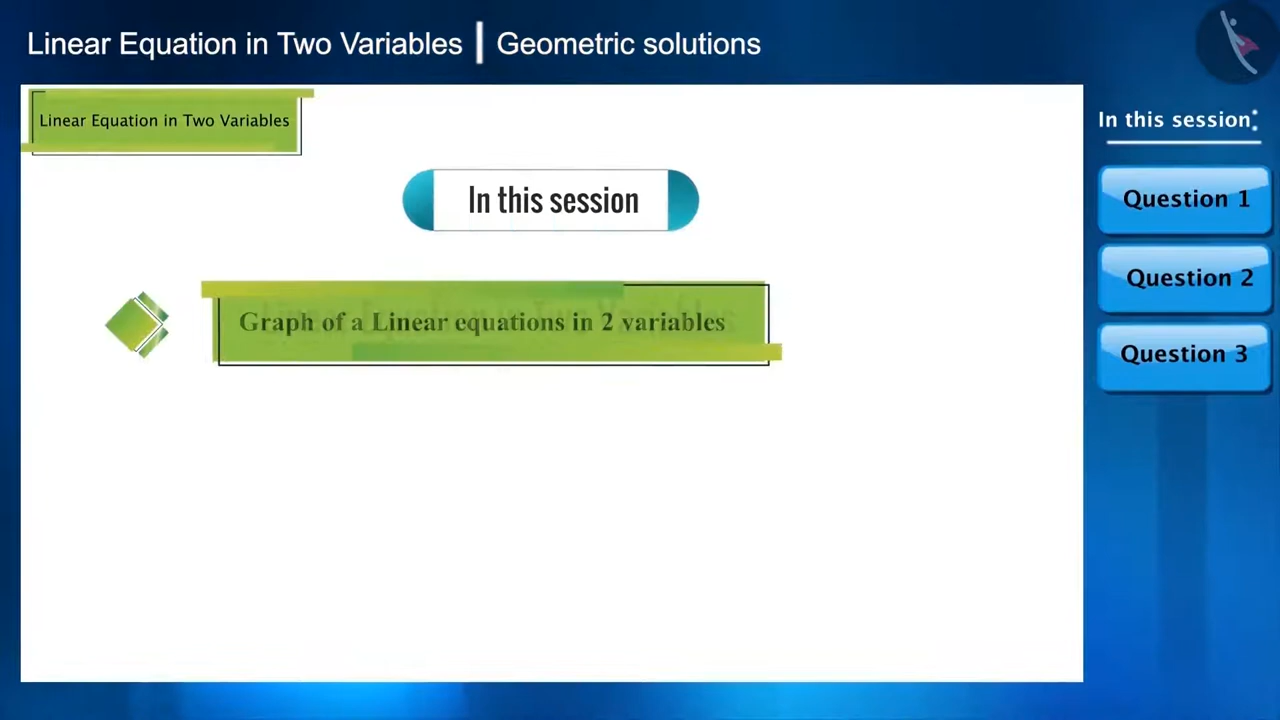 Linear Equation in Two Variables | Geometric solutions
Linear Equation in Two Variables
In this session
Graph of a Linear equations in 2 variables
In this session:
Question 1
Question 2
Question 3